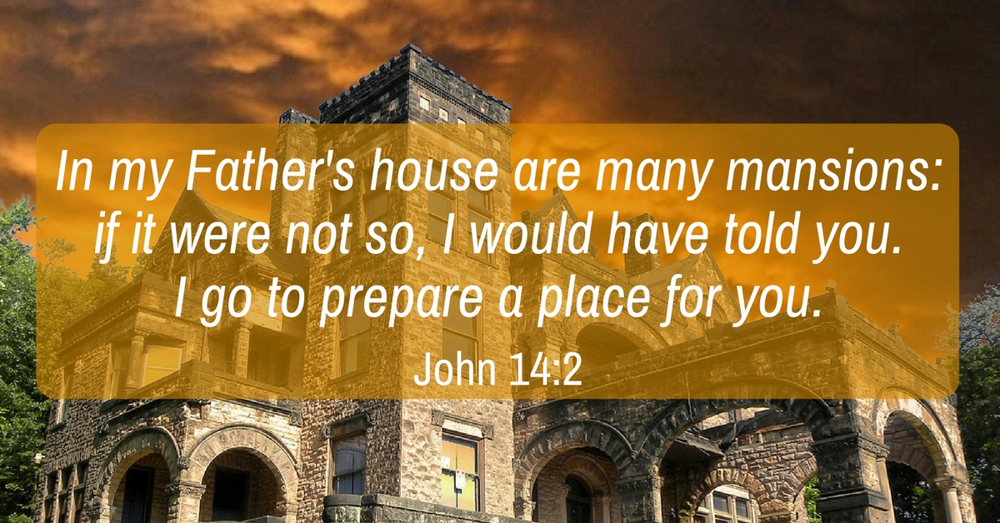 In my Father's house are many mansions:
if it were not so, I would have told you.
I go to prepare a place for you.
John 14:2